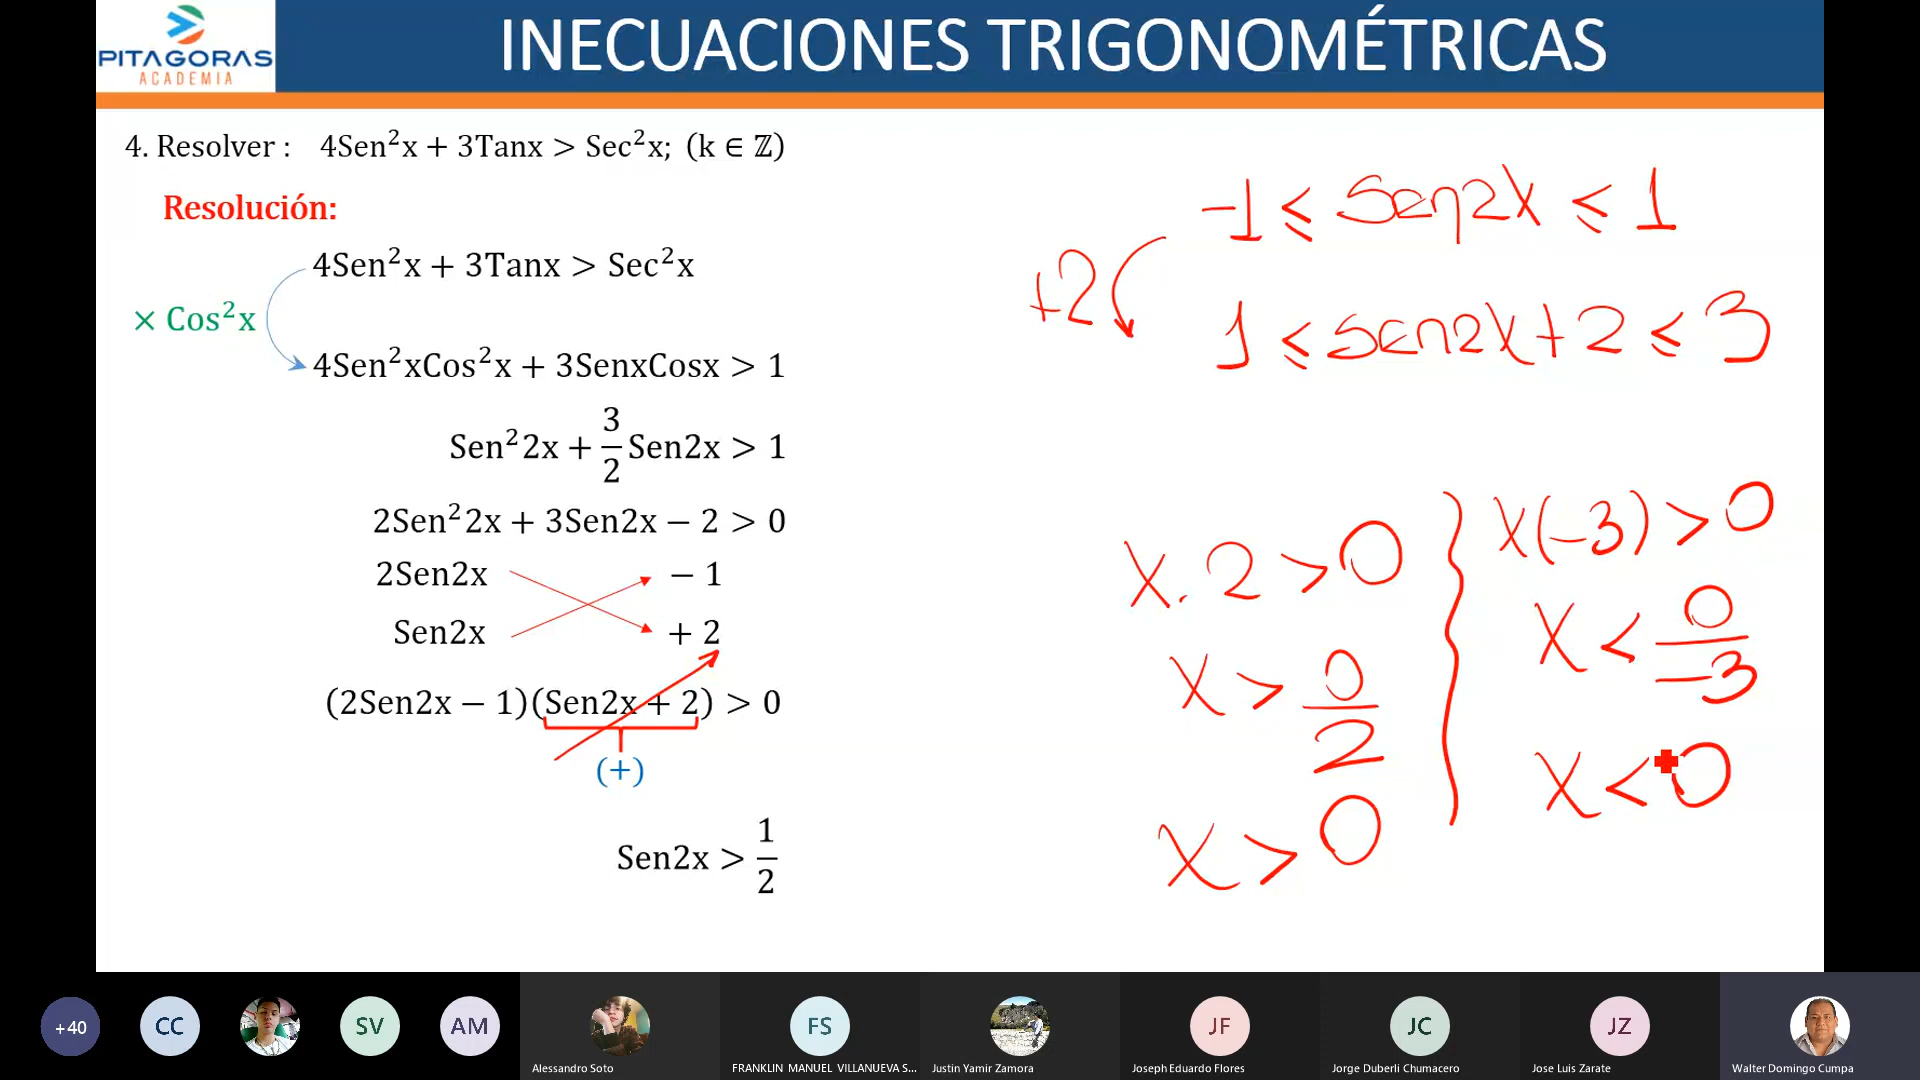 PITAGORAS
ACADEMIA
INECUACIONES TRIGONOMÉTRICAS
4. Resolver : 4Sen²x + 3Tanx > Sec²x; (k ∈ ℤ)
Resolución:
4Sen²x + 3Tanx > Sec²x
× Cos²x
4Sen²xCos²x + 3SenxCosx > 1
Sen²2x + 3/2 Sen2x > 1
2Sen²2x + 3Sen2x − 2 > 0
2Sen2x − 1
Sen2x + 2
(2Sen2x − 1)(Sen2x + 2) > 0
(+)
Sen2x > 1/2
-1 ≤ Sen2x ≤ 1
+2
1 ≤ Sen2x + 2 ≤ 3
x . 2 > 0
x > 0/2
x > 0
x(-3) > 0
x < 0/-3
x < 0
+40
CC
SV
AM
Alessandro Soto
FS
FRANKLIN MANUEL VILLANUEVA S...
Justin Yamir Zamora
JF
Joseph Eduardo Flores
JC
Jorge Duberli Chumacero
JZ
Jose Luis Zarate
Walter Domingo Cumpa